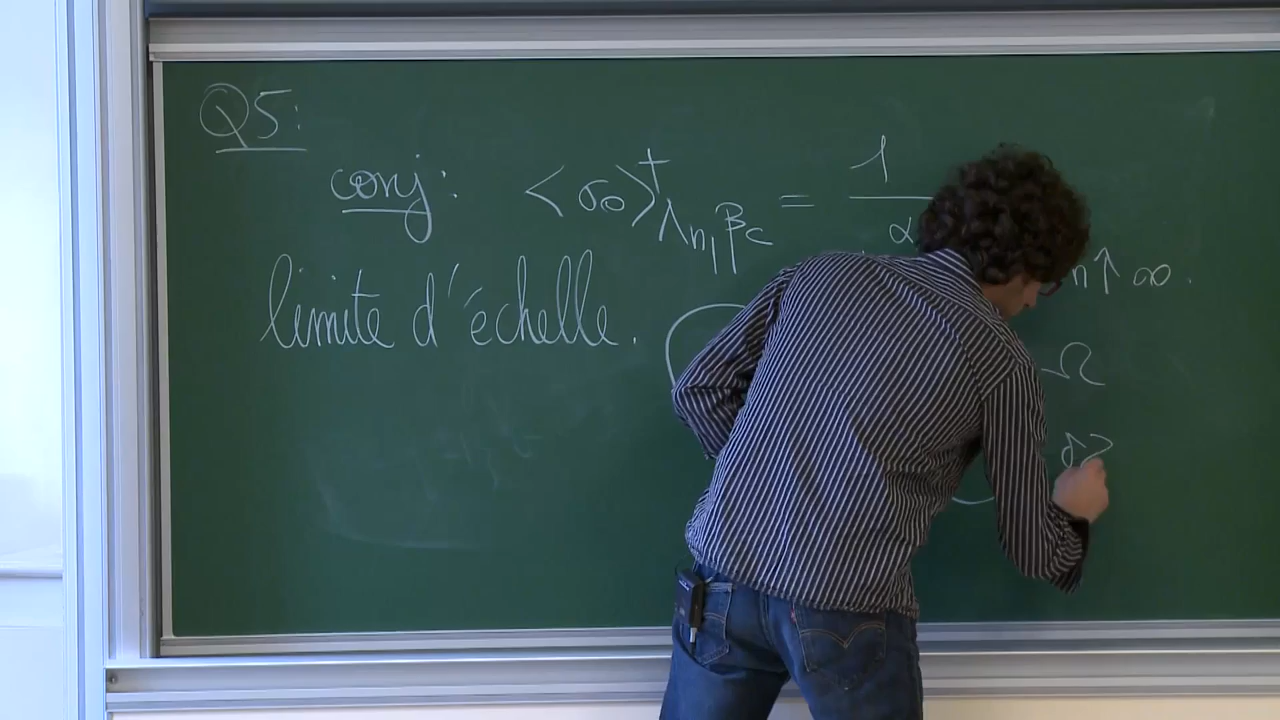 Q5:
conj: <σ₀>⁺_{Λn,βc} = 1/α
n↑∞.
limite d'échelle.
Ω